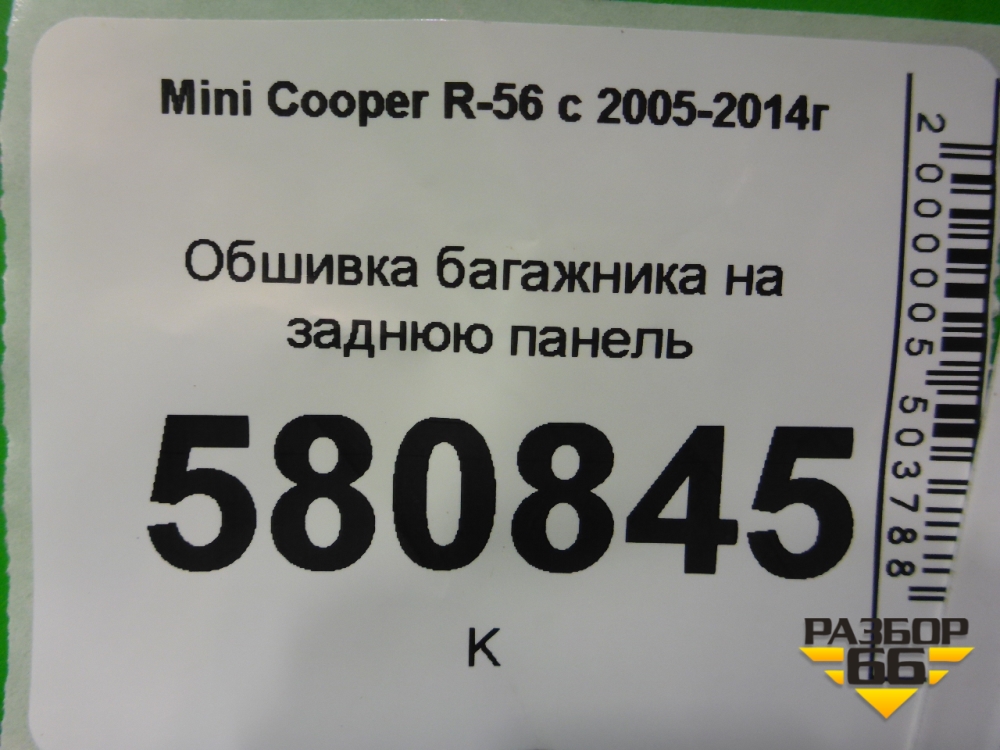 Mini Cooper R-56 с 2005-2014г
Обшивка багажника на
заднюю панель
580845
К
2000005503788
РАЗБОР
66